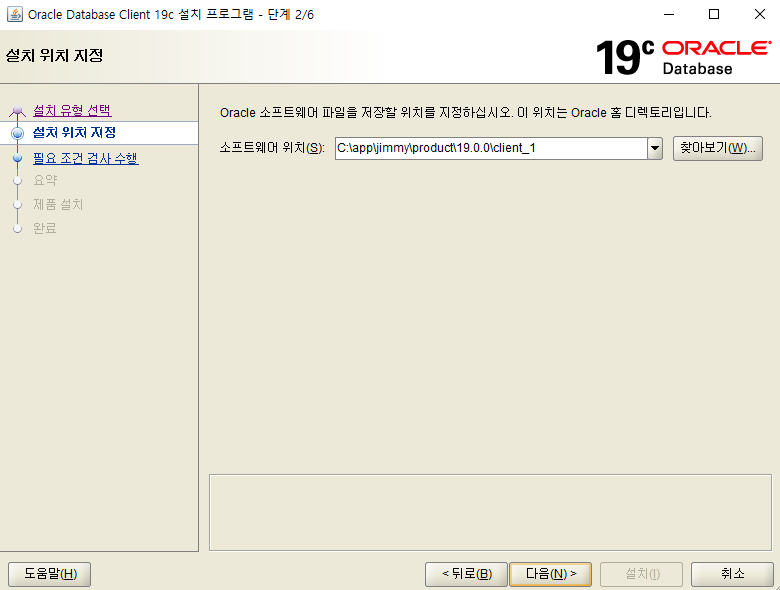 Oracle Database Client 19c 설치 프로그램 - 단계 2/6
설치 위치 지정
19c ORACLE
Database
설치 유형 선택
설치 위치 지정
필요 조건 검사 수행
요약
제품 설치
완료
Oracle 소프트웨어 파일을 저장할 위치를 지정하십시오. 이 위치는 Oracle 홈 디렉토리입니다.
소프트웨어 위치(S): C:\app\jimmy\product\19.0.0\client_1 찾아보기(W)...
도움말(H) < 뒤로(B) 다음(N) > 설치(I) 취소